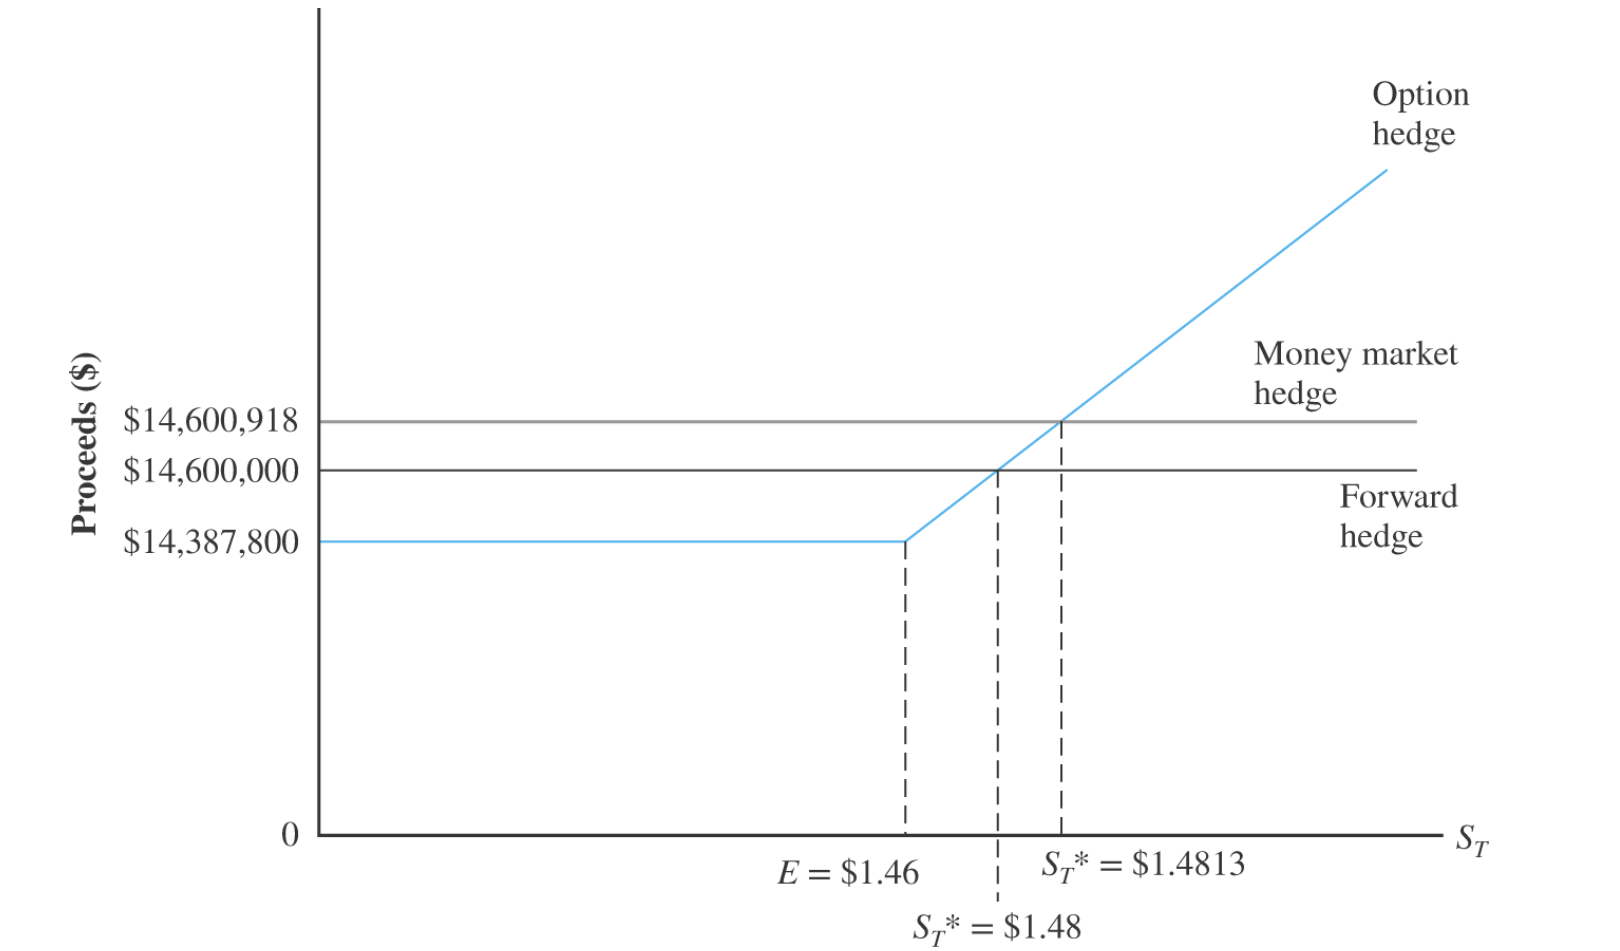 Option
hedge
Money market
hedge
Proceeds ($)
$14,600,918
$14,600,000
Forward
hedge
$14,387,800
0
S_T
E = $1.46
S_T* = $1.4813
S_T* = $1.48